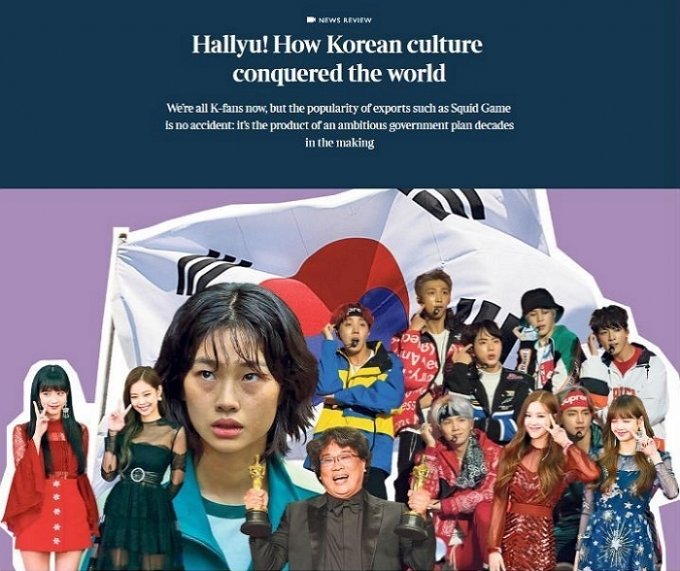 NEWS REVIEW
Hallyu! How Korean culture
conquered the world
We're all K-fans now, but the popularity of exports such as Squid Game
is no accident: it's the product of an ambitious government plan decades
in the making
Supreme